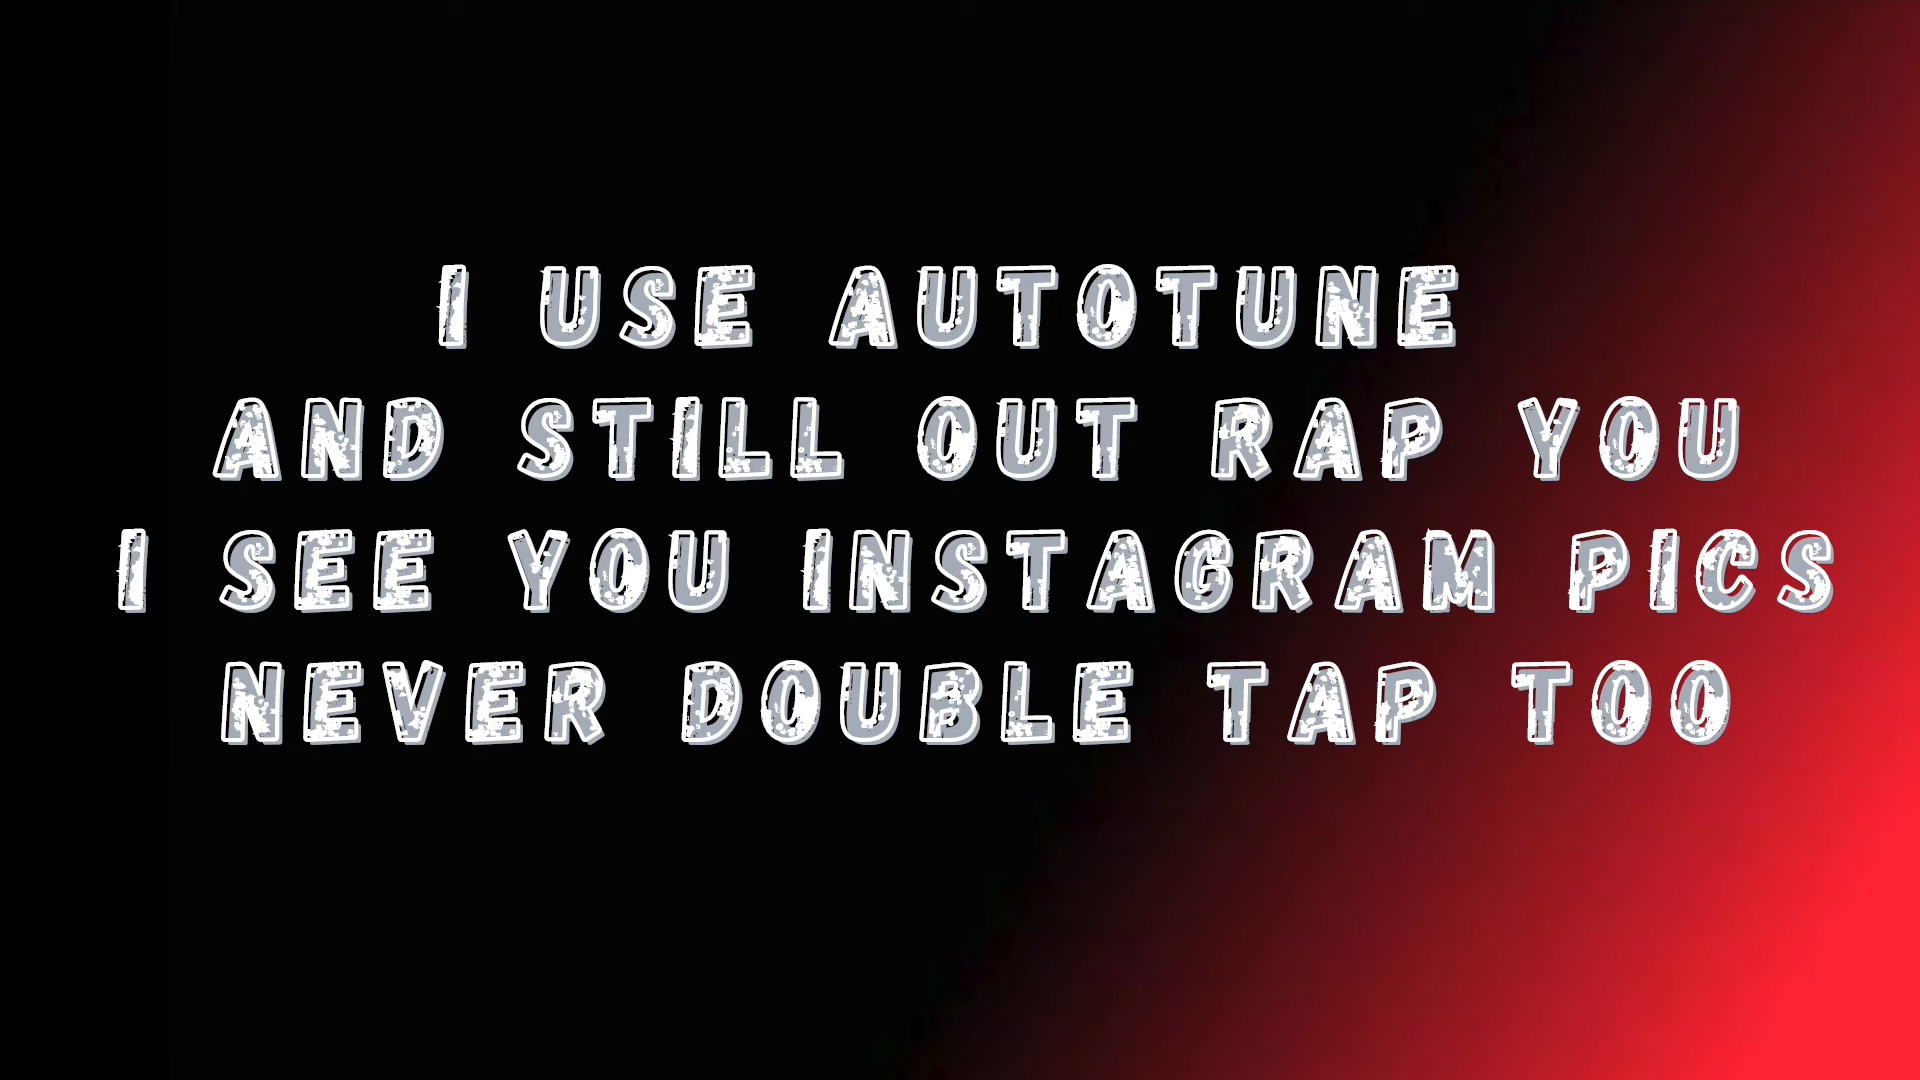 I USE AUTOTUNE
AND STILL OUT RAP YOU
I SEE YOU INSTAGRAM PICS
NEVER DOUBLE TAP TOO